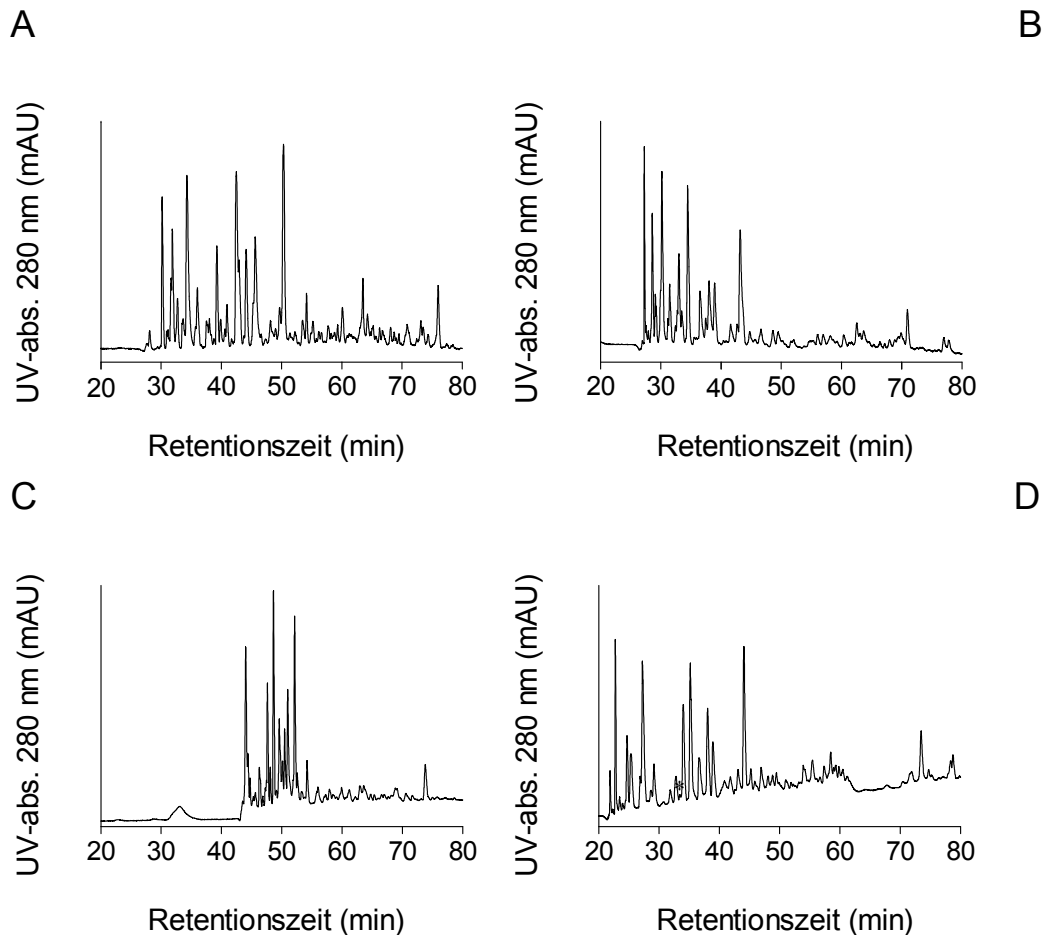 A
B
UV-abs. 280 nm (mAU)
20 30 40 50 60 70 80
Retentionszeit (min)
UV-abs. 280 nm (mAU)
20 30 40 50 60 70 80
Retentionszeit (min)
C
D
UV-abs. 280 nm (mAU)
20 30 40 50 60 70 80
Retentionszeit (min)
UV-abs. 280 nm (mAU)
*
20 30 40 50 60 70 80
Retentionszeit (min)